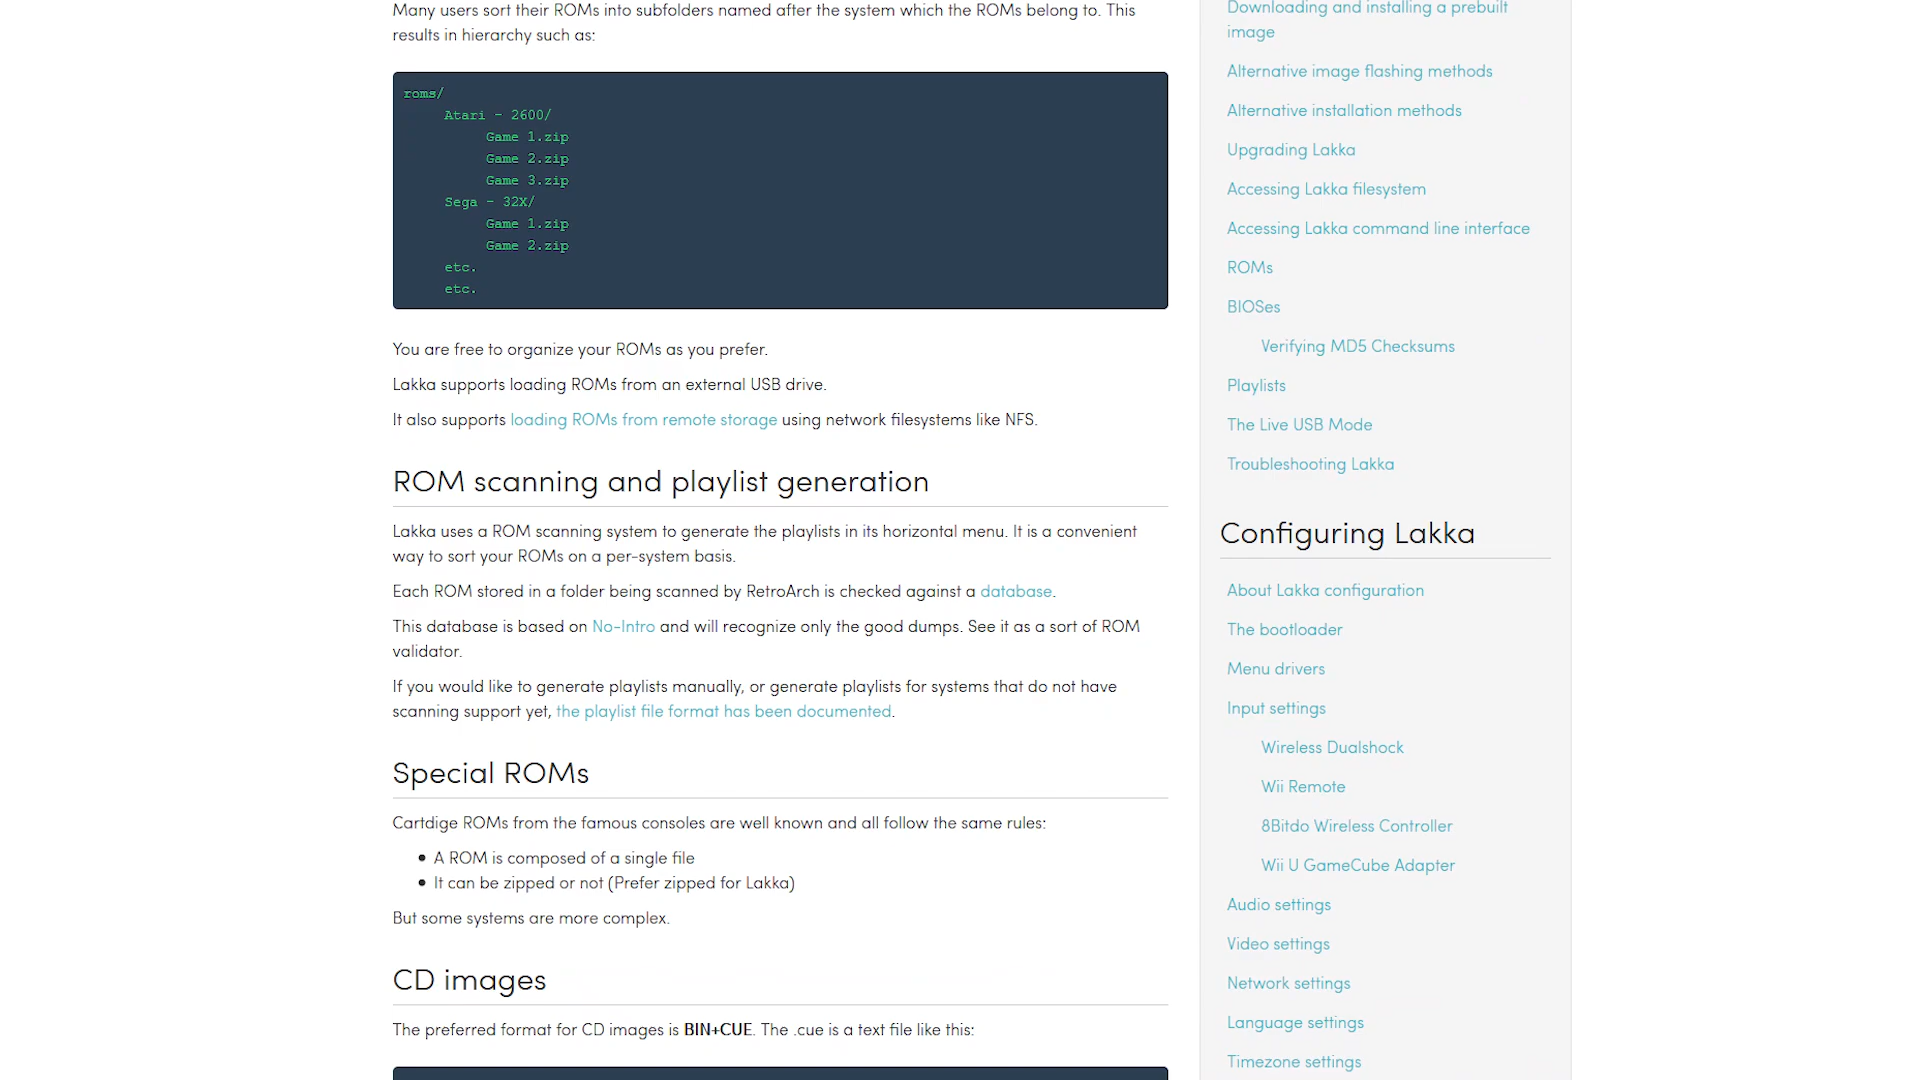 Many users sort their ROMs into subfolders named after the system which the ROMs belong to. This
results in hierarchy such as:
roms/
Atari - 2600/
Game 1.zip
Game 2.zip
Game 3.zip
Sega - 32X/
Game 1.zip
Game 2.zip
etc.
etc.
You are free to organize your ROMs as you prefer.
Lakka supports loading ROMs from an external USB drive.
It also supports loading ROMs from remote storage using network filesystems like NFS.
ROM scanning and playlist generation
Lakka uses a ROM scanning system to generate the playlists in its horizontal menu. It is a convenient
way to sort your ROMs on a per-system basis.
Each ROM stored in a folder being scanned by RetroArch is checked against a database.
This database is based on No-Intro and will recognize only the good dumps. See it as a sort of ROM
validator.
If you would like to generate playlists manually, or generate playlists for systems that do not have
scanning support yet, the playlist file format has been documented.
Special ROMs
Cartdige ROMs from the famous consoles are well known and all follow the same rules:
• A ROM is composed of a single file
• It can be zipped or not (Prefer zipped for Lakka)
But some systems are more complex.
CD images
The preferred format for CD images is BIN+CUE. The .cue is a text file like this:
Downloading and installing a prebuilt
image
Alternative image flashing methods
Alternative installation methods
Upgrading Lakka
Accessing Lakka filesystem
Accessing Lakka command line interface
ROMs
BIOSes
Verifying MD5 Checksums
Playlists
The Live USB Mode
Troubleshooting Lakka
Configuring Lakka
About Lakka configuration
The bootloader
Menu drivers
Input settings
Wireless Dualshock
Wii Remote
8Bitdo Wireless Controller
Wii U GameCube Adapter
Audio settings
Video settings
Network settings
Language settings
Timezone settings